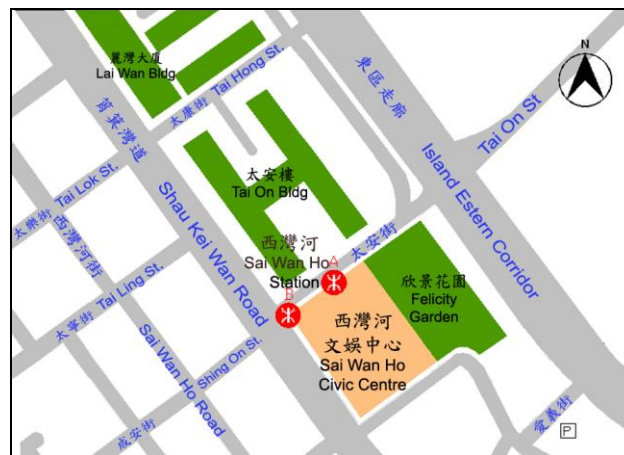 麗灣大廈
Lai Wan Bldg
太康街 Tai Hong St.
東區走廊
N
Tai On St
筲箕灣道
太安樓
Tai On Bldg
Island Estern Corridor
太樂街 Tai Lok St.
西灣河街
Shau Kei Wan Road
西灣河
Sai Wan Ho
Station
A
太安街
B
欣景花園
Felicity
Garden
太寧街 Tai Ling St.
Sai Wan Ho Road
西灣河
文娛中心
Sai Wan Ho
Civic Centre
成安街 Shing On St.
愛義街
P